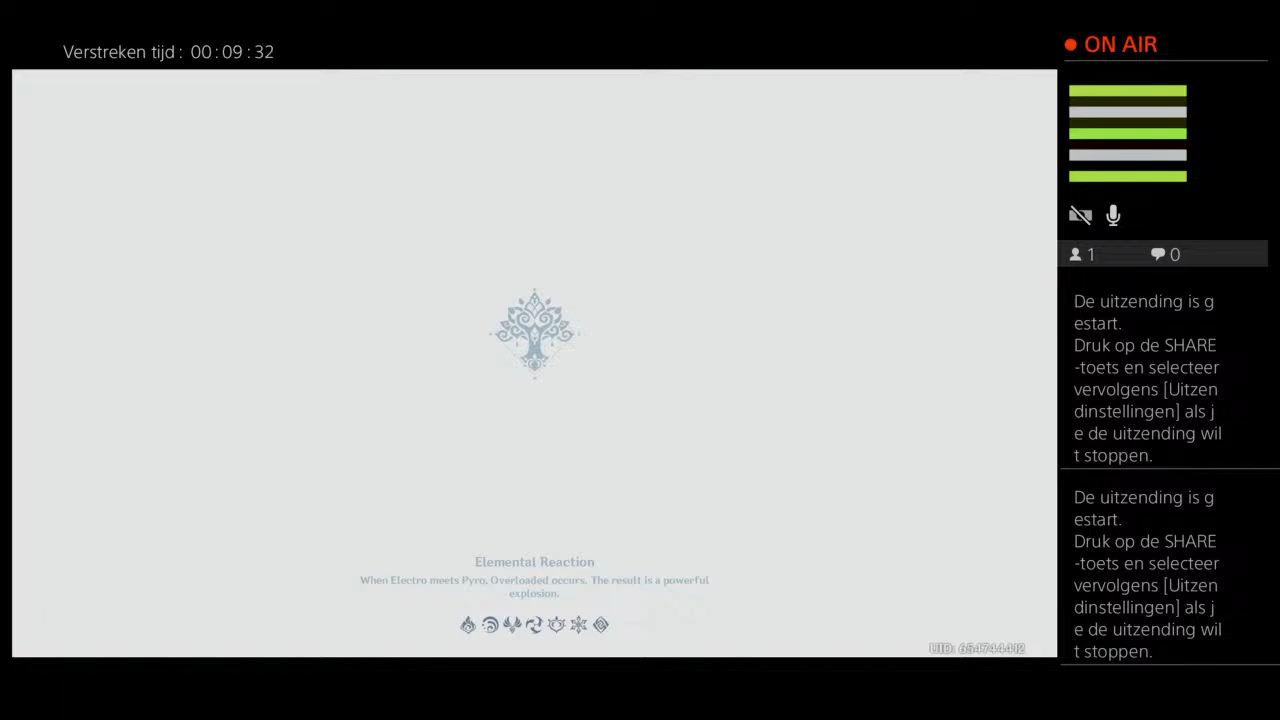 Verstreken tijd : 00:09:32
ON AIR
1 0
De uitzending is g
estart.
Druk op de SHARE
-toets en selecteer
vervolgens [Uitzen
dinstellingen] als j
e de uitzending wil
t stoppen.
De uitzending is g
estart.
Druk op de SHARE
-toets en selecteer
vervolgens [Uitzen
dinstellingen] als j
e de uitzending wil
t stoppen.
Elemental Reaction
When Electro meets Pyro, Overloaded occurs. The result is a powerful
explosion.
UID: 654744412